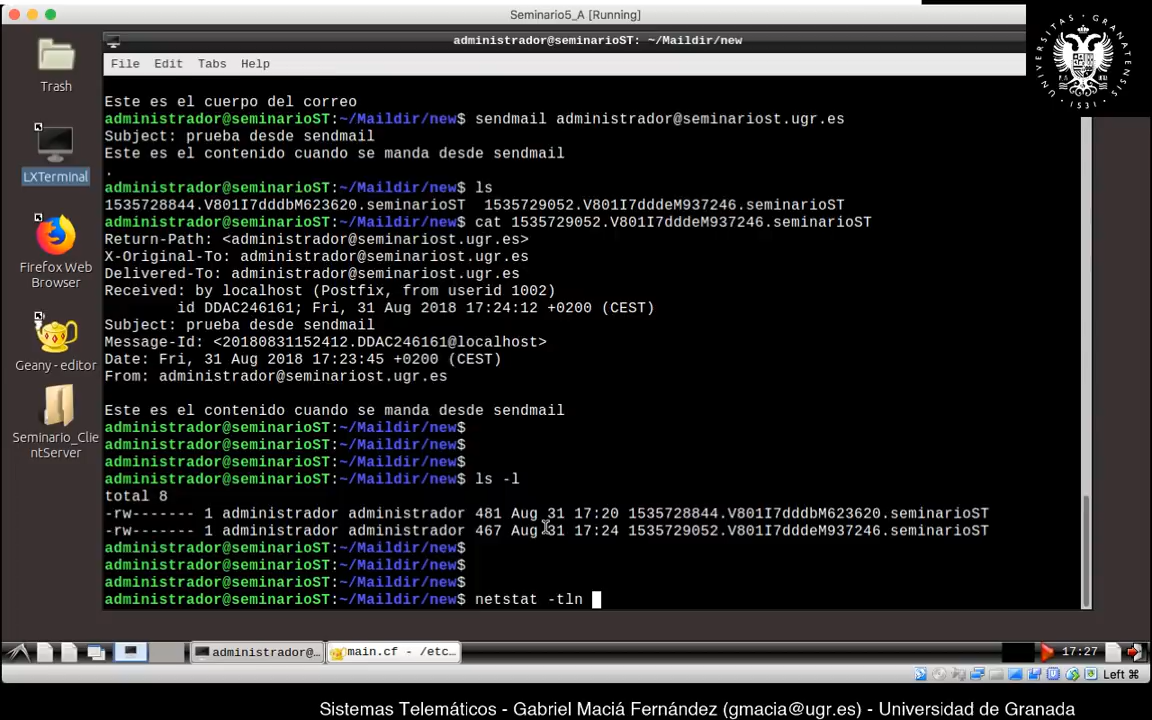 Seminario5_A [Running]
administrador@seminarioST: ~/Maildir/new
File Edit Tabs Help
Este es el cuerpo del correo
administrador@seminarioST:~/Maildir/new$ sendmail administrador@seminariost.ugr.es
Subject: prueba desde sendmail
Este es el contenido cuando se manda desde sendmail
.
administrador@seminarioST:~/Maildir/new$ ls
1535728844.V801I7dddbM623620.seminarioST 1535729052.V801I7dddeM937246.seminarioST
administrador@seminarioST:~/Maildir/new$ cat 1535729052.V801I7dddeM937246.seminarioST
Return-Path: <administrador@seminariost.ugr.es>
X-Original-To: administrador@seminariost.ugr.es
Delivered-To: administrador@seminariost.ugr.es
Received: by localhost (Postfix, from userid 1002)
id DDAC246161; Fri, 31 Aug 2018 17:24:12 +0200 (CEST)
Subject: prueba desde sendmail
Message-Id: <20180831152412.DDAC246161@localhost>
Date: Fri, 31 Aug 2018 17:23:45 +0200 (CEST)
From: administrador@seminariost.ugr.es
Este es el contenido cuando se manda desde sendmail
administrador@seminarioST:~/Maildir/new$
administrador@seminarioST:~/Maildir/new$
administrador@seminarioST:~/Maildir/new$
administrador@seminarioST:~/Maildir/new$ ls -l
total 8
-rw------- 1 administrador administrador 481 Aug 31 17:20 1535728844.V801I7dddbM623620.seminarioST
-rw------- 1 administrador administrador 467 Aug 31 17:24 1535729052.V801I7dddeM937246.seminarioST
administrador@seminarioST:~/Maildir/new$
administrador@seminarioST:~/Maildir/new$
administrador@seminarioST:~/Maildir/new$
administrador@seminarioST:~/Maildir/new$ netstat -tln
Trash
LXTerminal
Firefox Web
Browser
Geany - editor
Seminario_Cli
entServer
administrador@...
main.cf - /etc...
17:27
Left ⌘
UNIVERSITAS GRANATENSIS
1531
Sistemas Telemáticos - Gabriel Maciá Fernández (gmacia@ugr.es) - Universidad de Granada